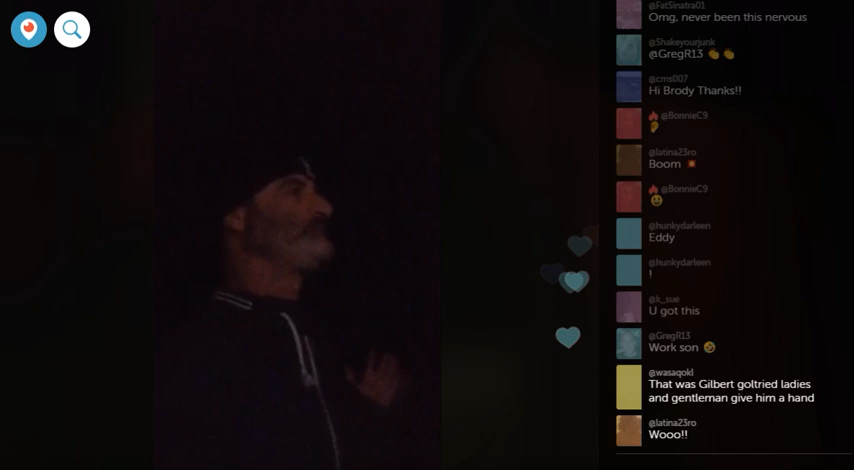 @FatSinatra01
Omg, never been this nervous
@Shakeyourjunk
@GregR13 👏 👏
@cms007
Hi Brody Thanks!!
🔥 @BonnieC9
@latina23ro
Boom 💥
🔥 @BonnieC9
@hunkydarleen
Eddy
@hunkydarleen
!
@k_sue
U got this
@GregR13
Work son 🤣
@wasaqokl
That was Gilbert goltried ladies
and gentleman give him a hand
@latina23ro
Wooo!!